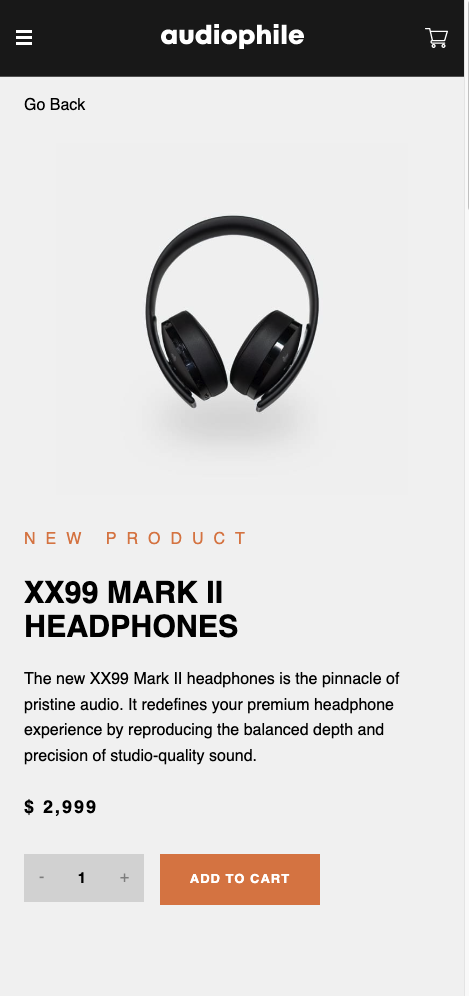 audiophile
Go Back
NEW PRODUCT
XX99 MARK II
HEADPHONES
The new XX99 Mark II headphones is the pinnacle of
pristine audio. It redefines your premium headphone
experience by reproducing the balanced depth and
precision of studio-quality sound.
$ 2,999
- 1 + ADD TO CART